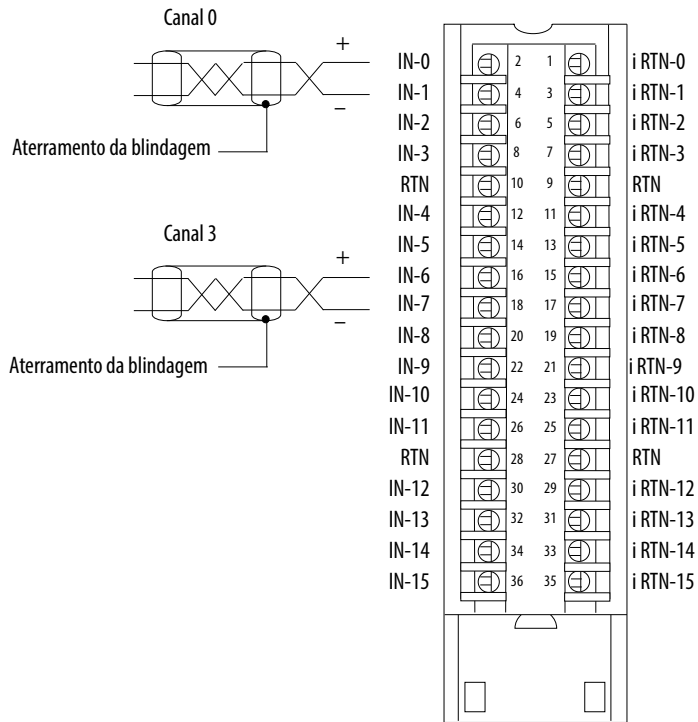 Canal 0
+
–
Aterramento da blindagem
Canal 3
+
–
Aterramento da blindagem
IN-0 2 1 i RTN-0
IN-1 4 3 i RTN-1
IN-2 6 5 i RTN-2
IN-3 8 7 i RTN-3
RTN 10 9 RTN
IN-4 12 11 i RTN-4
IN-5 14 13 i RTN-5
IN-6 16 15 i RTN-6
IN-7 18 17 i RTN-7
IN-8 20 19 i RTN-8
IN-9 22 21 i RTN-9
IN-10 24 23 i RTN-10
IN-11 26 25 i RTN-11
RTN 28 27 RTN
IN-12 30 29 i RTN-12
IN-13 32 31 i RTN-13
IN-14 34 33 i RTN-14
IN-15 36 35 i RTN-15